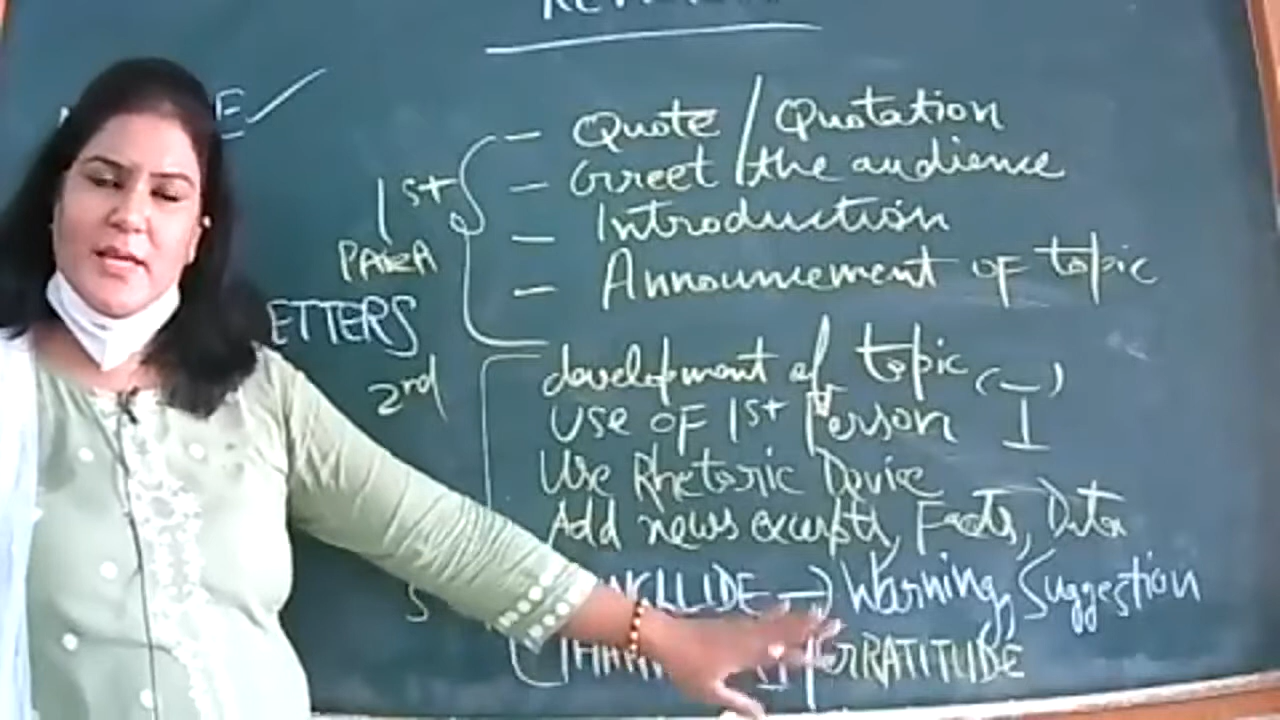 1st PARA
- Quote / Quotation
- Greet / the audience
- Introduction
- Announcement of topic
ETTERS
2nd
development of topic (_)
use of 1st Person I
Use Rhetoric Device
Add news excerpts, Facts, Data
→ Warning, Suggestion
GRATITUDE